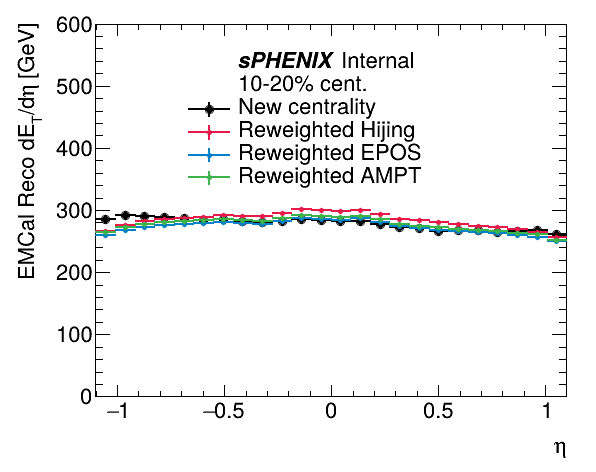 EMCal Reco dE_T/dη [GeV]
600
500
400
300
200
100
0
sPHENIX Internal
10-20% cent.
New centrality
Reweighted Hijing
Reweighted EPOS
Reweighted AMPT
−1 −0.5 0 0.5 1
η